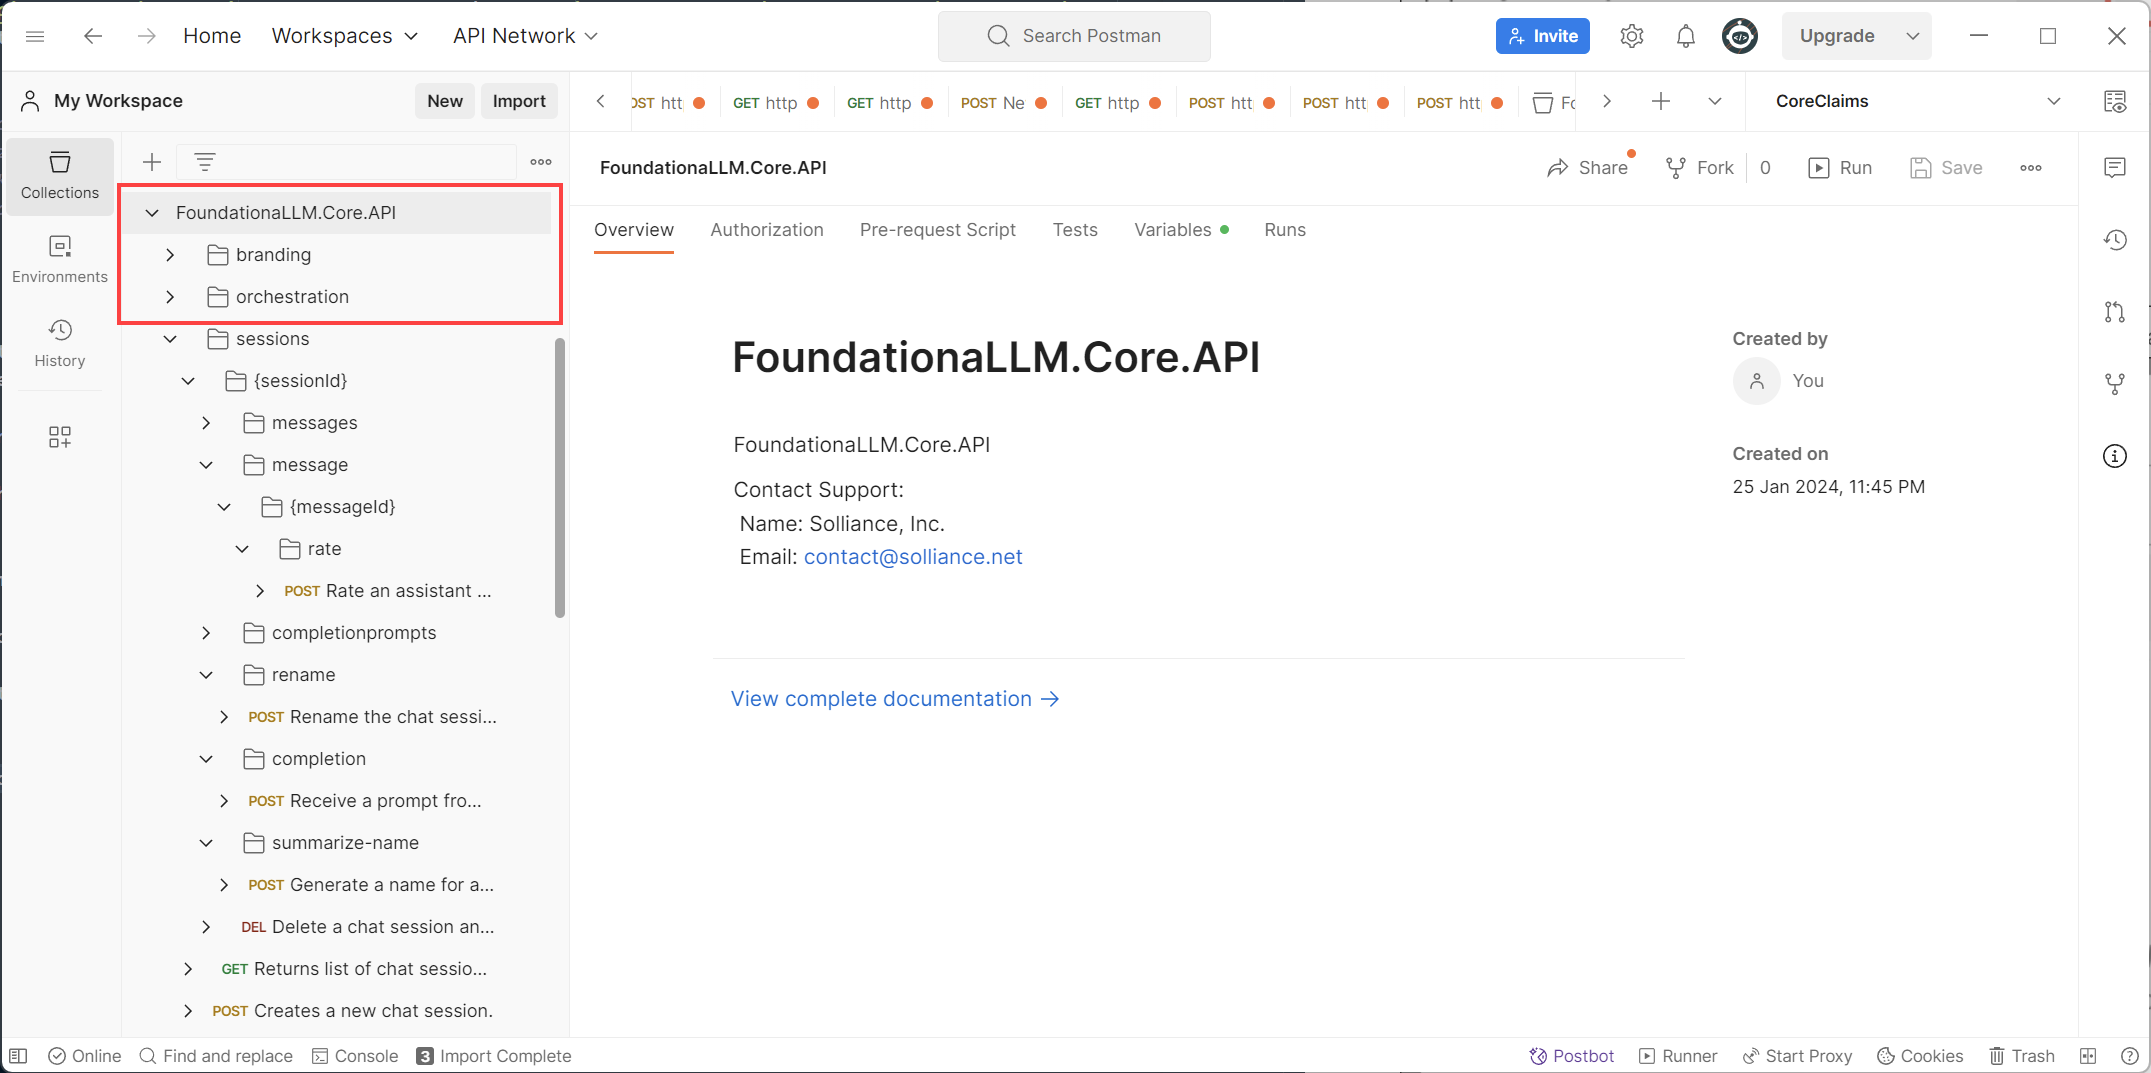 Home Workspaces API Network Search Postman Invite Upgrade
My Workspace New Import
OST htt GET http GET http POST Ne GET http POST htt POST htt POST htt Fo CoreClaims
Collections
Environments
History
FoundationaLLM.Core.API
branding
orchestration
sessions
{sessionId}
messages
message
{messageId}
rate
POST Rate an assistant ...
completionprompts
rename
POST Rename the chat sessi...
completion
POST Receive a prompt fro...
summarize-name
POST Generate a name for a...
DEL Delete a chat session an...
GET Returns list of chat sessio...
POST Creates a new chat session.
FoundationaLLM.Core.API Share Fork 0 Run Save
Overview Authorization Pre-request Script Tests Variables Runs
FoundationaLLM.Core.API
FoundationaLLM.Core.API
Contact Support:
Name: Solliance, Inc.
Email: contact@solliance.net
View complete documentation →
Created by
You
Created on
25 Jan 2024, 11:45 PM
Online Find and replace Console 3 Import Complete Postbot Runner Start Proxy Cookies Trash